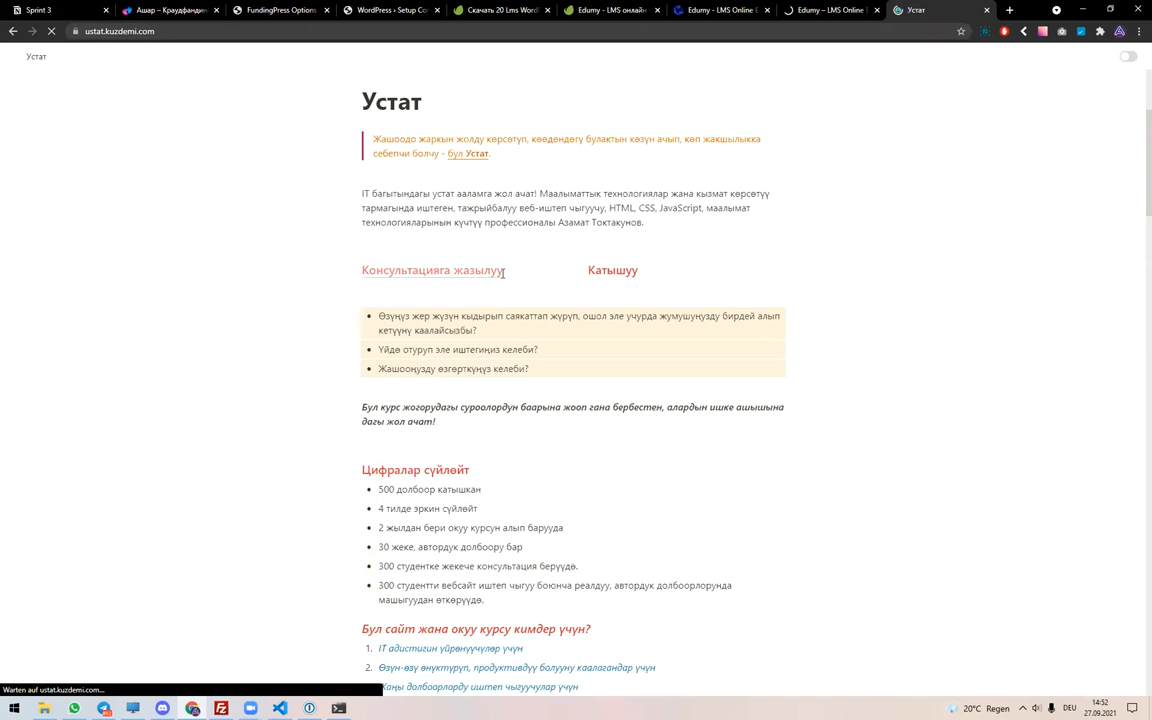 Sprint 3
Ашар – Краудфандин
FundingPress Options
WordPress › Setup Co
Скачать 20 Lms Word
Edumy - LMS онлайн
Edumy - LMS Online E
Edumy – LMS Online E
Устат
ustat.kuzdemi.com
Устат
Устат
Жашоодо жаркын жолду көрсөтүп, көөдөндөгү булактын көзүн ачып, көп жакшылыкка
себепчи болчу - бул Устат.
IT багытындагы устат ааламга жол ачат! Маалыматтык технологиялар жана кызмат көрсөтүү
тармагында иштеген, тажрыйбалуу веб-иштеп чыгуучу, HTML, CSS, JavaScript, маалымат
технологияларынын күчтүү профессионалы Азамат Токтакунов.
Консультацияга жазылуу
Катышуу
Өзүңүз жер жүзүн кыдырып саякаттап жүрүп, ошол эле учурда жумушуңузду бирдей алып
кетүүнү каалайсызбы?
Үйдө отуруп эле иштегиңиз келеби?
Жашооңузду өзгөрткүңүз келеби?
Бул курс жогорудагы суроолордун баарына жооп гана бербестен, алардын ишке ашышына
дагы жол ачат!
Цифралар сүйлөйт
500 долбоор катышкан
4 тилде эркин сүйлөйт
2 жылдан бери окуу курсун алып барууда
30 жеке, автордук долбоору бар
300 студентке жекече консультация берүүдө.
300 студентти вебсайт иштеп чыгуу боюнча реалдуу, автордук долбоорлорунда
машыгуудан өткөрүүдө.
Бул сайт жана окуу курсу кимдер үчүн?
1. IT адистигин үйрөнүүчүлөр үчүн
2. Өзүн-өзү өнүктүрүп, продуктивдүү болууну каалагандар үчүн
Жаңы долбоорлорду иштеп чыгуучулар үчүн
Warten auf ustat.kuzdemi.com...
20°C Regen
DEU
14:52
27.09.2021